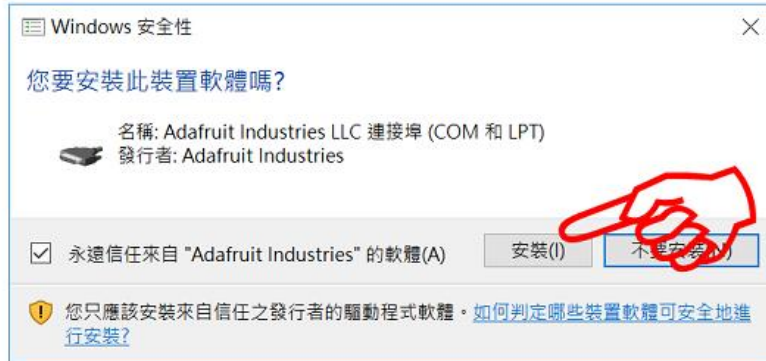 Windows 安全性
您要安裝此裝置軟體嗎?
名稱: Adafruit Industries LLC 連接埠 (COM 和 LPT)
發行者: Adafruit Industries
永遠信任來自 "Adafruit Industries" 的軟體(A)
安裝(I)
不要安裝(N)
您只應該安裝來自信任之發行者的驅動程式軟體。如何判定哪些裝置軟體可安全地進
行安裝?